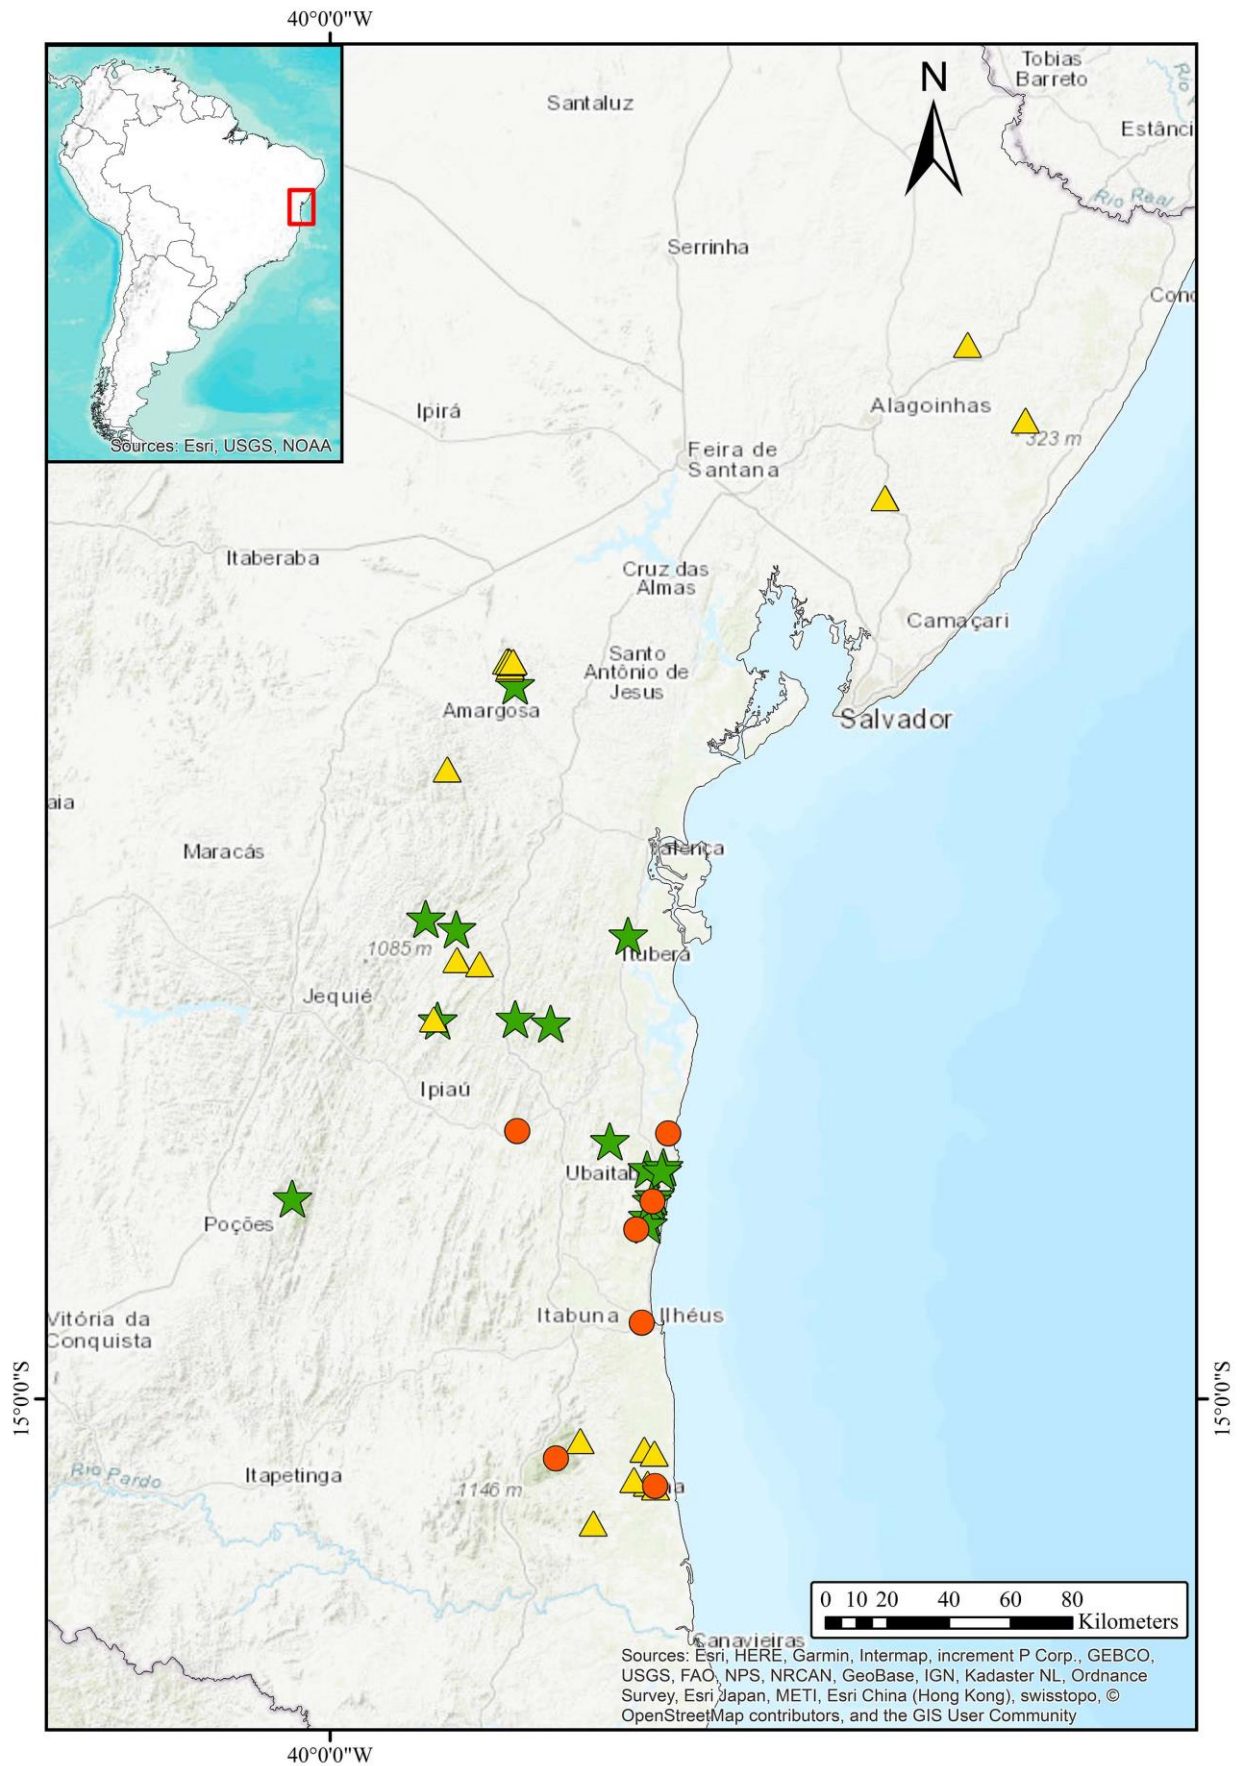 40°0'0"W
Tobias
Barreto
N
Santaluz
Estânci
Rio Real
Serrinha
Conc
Ipirá
Alagoinhas
Sources: Esri, USGS, NOAA
323 m
Feira de
Santana
Itaberaba
Cruz das
Almas
Camaçari
Santo
Antônio de
Jesus
Amargosa
Salvador
aia
Maracás
Valença
1085 m
Ituberá
Jequié
Ipiaú
Ubaitab
Poções
Itabuna
Ilhéus
Vitória da
Conquista
15°0'0"S
15°0'0"S
Rio Pardo
Itapetinga
1146 m
na
0 10 20 40 60 80
Kilometers
Canavieiras
Sources: Esri, HERE, Garmin, Intermap, increment P Corp., GEBCO,
USGS, FAO, NPS, NRCAN, GeoBase, IGN, Kadaster NL, Ordnance
Survey, Esri Japan, METI, Esri China (Hong Kong), swisstopo, ©
OpenStreetMap contributors, and the GIS User Community
40°0'0"W